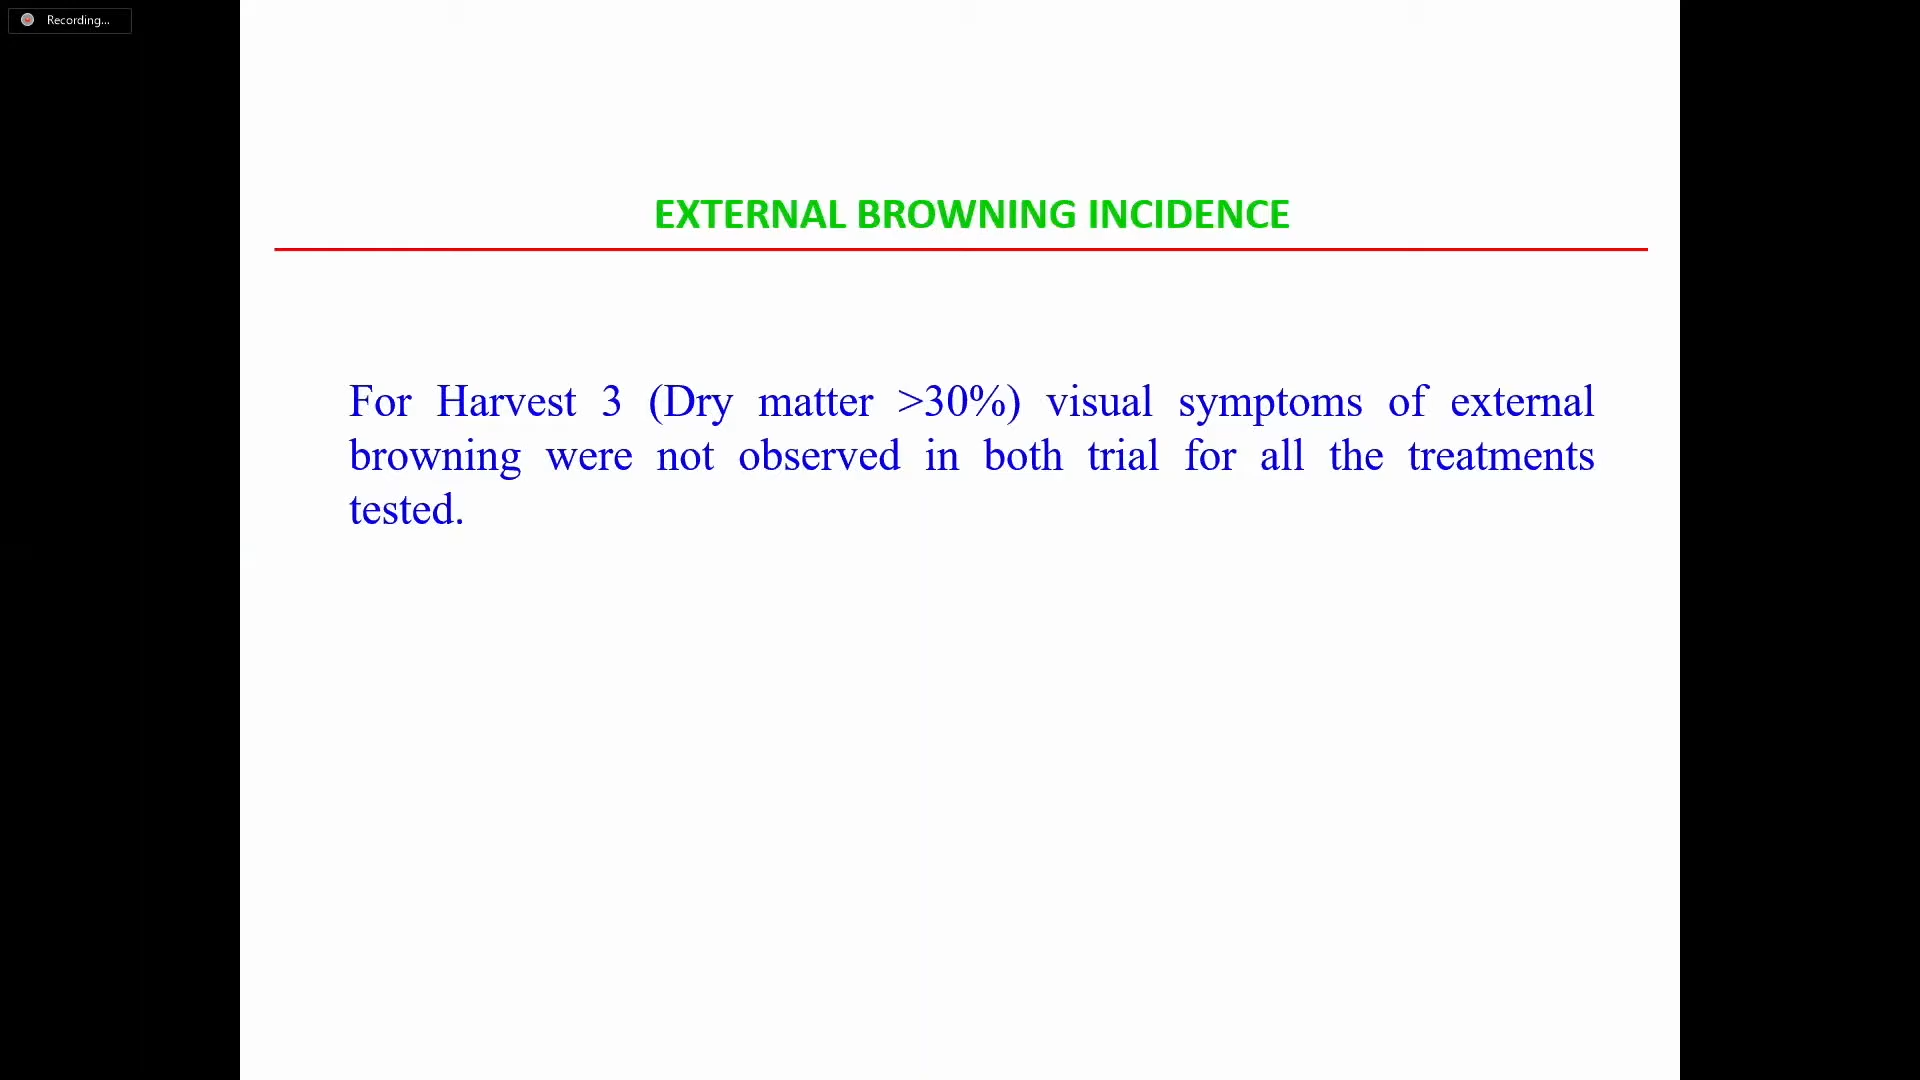 Recording...
EXTERNAL BROWNING INCIDENCE
For Harvest 3 (Dry matter >30%) visual symptoms of external
browning were not observed in both trial for all the treatments
tested.